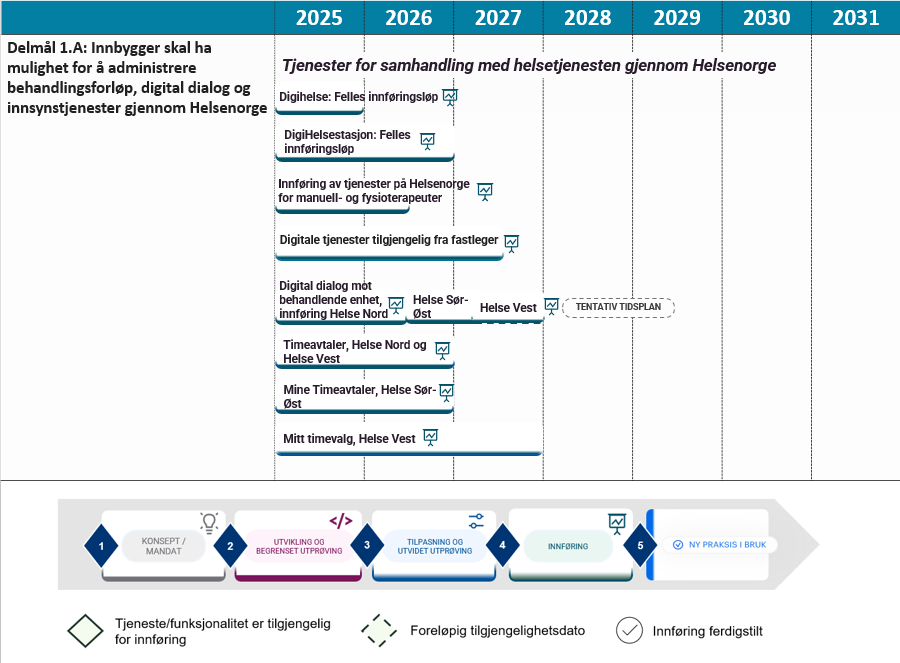 2025 2026 2027 2028 2029 2030 2031
Delmål 1.A: Innbygger skal ha
mulighet for å administrere
behandlingsforløp, digital dialog og
innsynstjenester gjennom Helsenorge
Tjenester for samhandling med helsetjenesten gjennom Helsenorge
Digihelse: Felles innføringsløp
DigiHelsestasjon: Felles
innføringsløp
Innføring av tjenester på Helsenorge
for manuell- og fysioterapeuter
Digitale tjenester tilgjengelig fra fastleger
Digital dialog mot
behandlende enhet,
innføring Helse Nord
Helse Sør-
Øst
Helse Vest
TENTATIV TIDSPLAN
Timeavtaler, Helse Nord og
Helse Vest
Mine Timeavtaler, Helse Sør-
Øst
Mitt timevalg, Helse Vest
1
KONSEPT /
MANDAT
2
</>
UTVIKLING OG
BEGRENSET UTPRØVING
3
TILPASNING OG
UTVIDET UTPRØVING
4
INNFØRING
5
NY PRAKSIS I BRUK
Tjeneste/funksjonalitet er tilgjengelig
for innføring
Foreløpig tilgjengelighetsdato
Innføring ferdigstilt